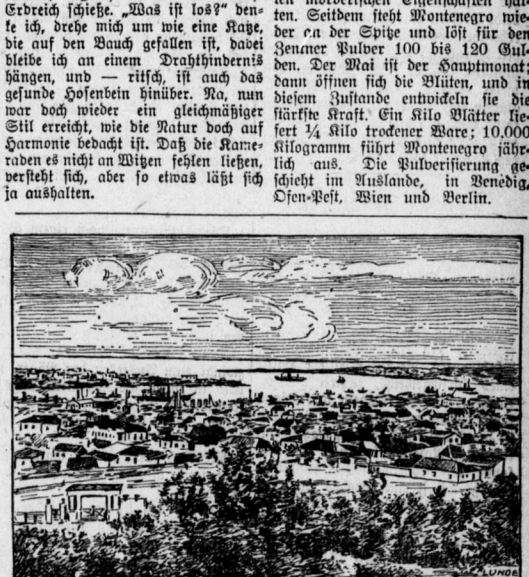 Erdreich schieße. „Was ist los?" den-
ke ich, drehe mich um wie eine Katze,
die auf den Bauch gefallen ist, dabei
bleibe ich an einem Drahthindernis
hängen, und — ritsch, ist auch das
gesunde Hosenbein hinüber. Na, nun
war doch wieder ein gleichmäßiger
Stil erreicht, wie die Natur doch auf
Harmonie bedacht ist. Daß die Kame-
raden es nicht an Witzen fehlen ließen,
versteht sich, aber so etwas läßt sich
ja aushalten.
ten. Seitdem steht Montenegro wie-
der an der Spitze und löst für den
Zentner Pulver 100 bis 120 Gul-
den. Der Mai ist der Hauptmonat;
dann öffnen sich die Blüten, und in
diesem Zustande entwickeln sie die
stärkste Kraft. Ein Kilo Blätter lie-
fert ¼ Kilo trockener Ware; 10,000
Kilogramm führt Montenegro jähr-
lich aus. Die Pulverisierung ge-
schieht im Auslande, in Venedig,
Ofen-Pest, Wien und Berlin.
LUNDE